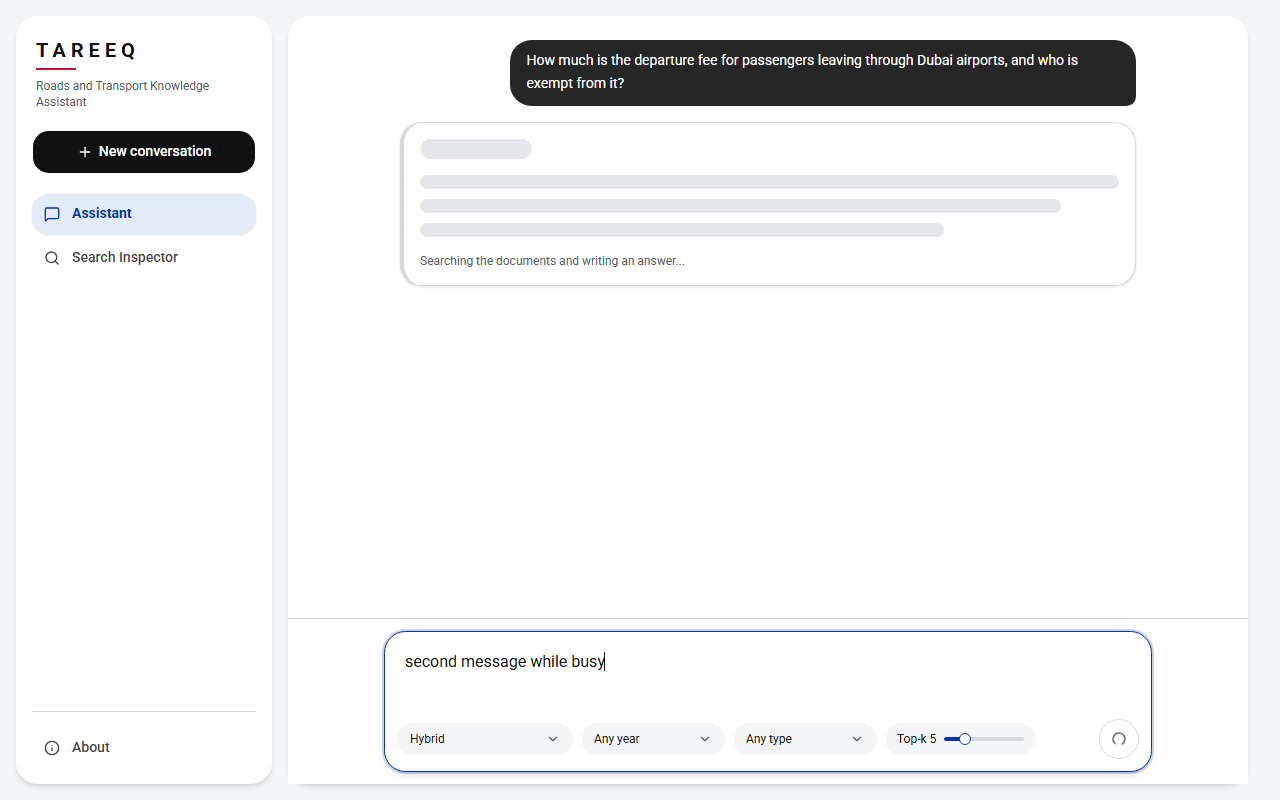 TAREEQ
Roads and Transport Knowledge
Assistant
New conversation
Assistant
Search Inspector
About
How much is the departure fee for passengers leaving through Dubai airports, and who is
exempt from it?
Searching the documents and writing an answer...
second message while busy
Hybrid
Any year
Any type
Top-k 5